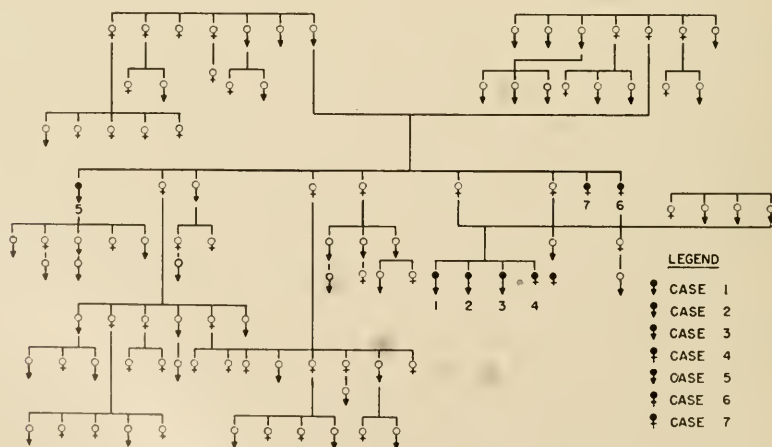 5
7
6
1
2
3
4
LEGEND
CASE 1
CASE 2
CASE 3
CASE 4
CASE 5
CASE 6
CASE 7